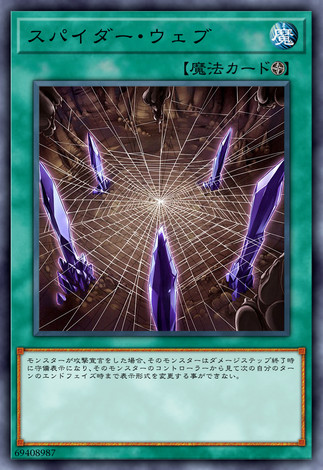 スパイダー・ウェブ
魔
【魔法カード】
モンスターが攻撃宣言をした場合、そのモンスターはダメージステップ終了時
に守備表示になり、そのモンスターのコントローラーから見て次の自分のター
ンのエンドフェイズ時まで表示形式を変更する事ができない。
69408987